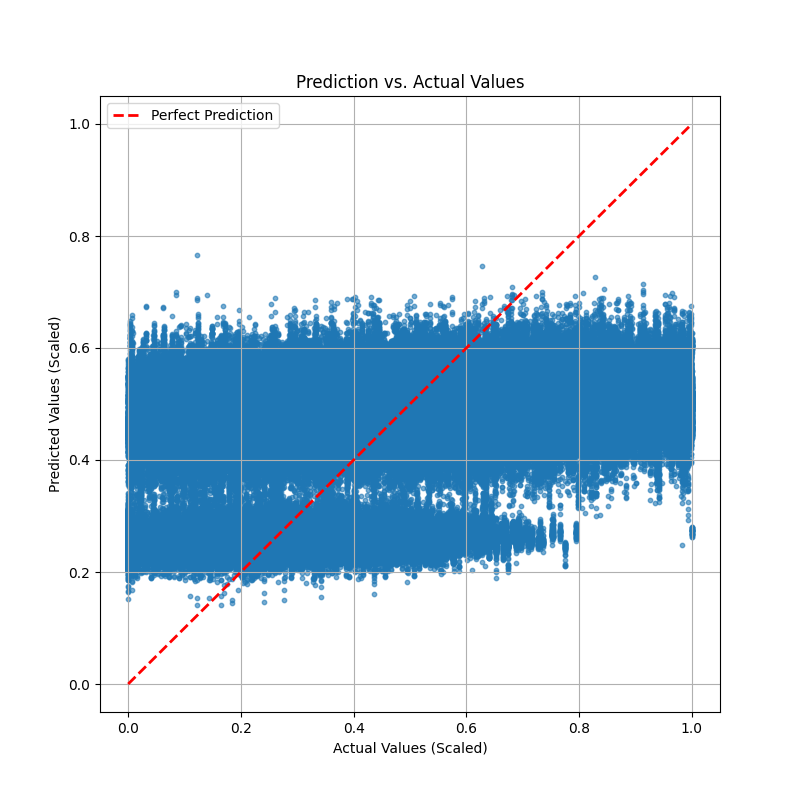 Prediction vs. Actual Values
Perfect Prediction
1.0
0.8
0.6
0.4
0.2
0.0
Predicted Values (Scaled)
0.0 0.2 0.4 0.6 0.8 1.0
Actual Values (Scaled)